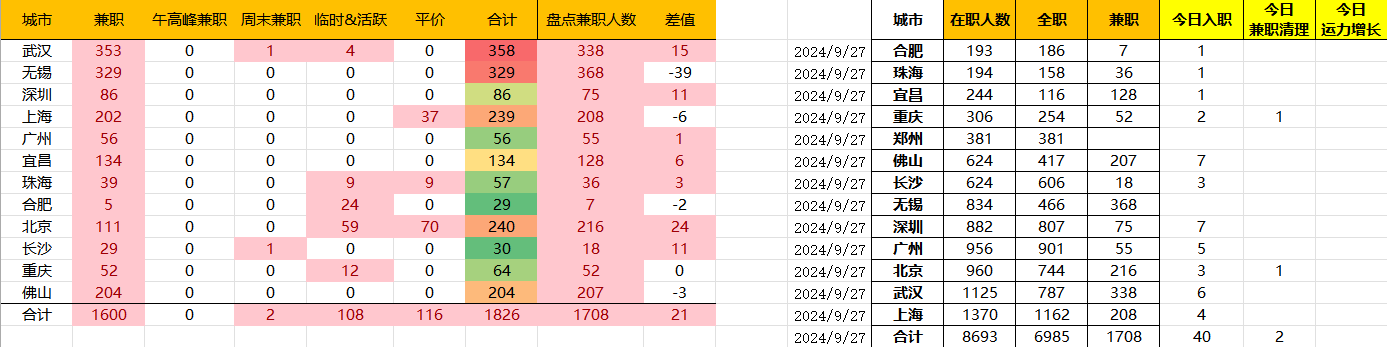 城市 兼职 午高峰兼职 周末兼职 临时&活跃 平价 合计 盘点兼职人数 差值
武汉 353 0 1 4 0 358 338 15
无锡 329 0 0 0 0 329 368 -39
深圳 86 0 0 0 0 86 75 11
上海 202 0 0 0 37 239 208 -6
广州 56 0 0 0 0 56 55 1
宜昌 134 0 0 0 0 134 128 6
珠海 39 0 0 9 9 57 36 3
合肥 5 0 0 24 0 29 7 -2
北京 111 0 0 59 70 240 216 24
长沙 29 0 1 0 0 30 18 11
重庆 52 0 0 12 0 64 52 0
佛山 204 0 0 0 0 204 207 -3
合计 1600 0 2 108 116 1826 1708 21
城市 在职人数 全职 兼职 今日入职 今日兼职清理 今日运力增长
2024/9/27 合肥 193 186 7 1
2024/9/27 珠海 194 158 36 1
2024/9/27 宜昌 244 116 128 1
2024/9/27 重庆 306 254 52 2 1
2024/9/27 郑州 381 381
2024/9/27 佛山 624 417 207 7
2024/9/27 长沙 624 606 18 3
2024/9/27 无锡 834 466 368
2024/9/27 深圳 882 807 75 7
2024/9/27 广州 956 901 55 5
2024/9/27 北京 960 744 216 3 1
2024/9/27 武汉 1125 787 338 6
2024/9/27 上海 1370 1162 208 4
2024/9/27 合计 8693 6985 1708 40 2